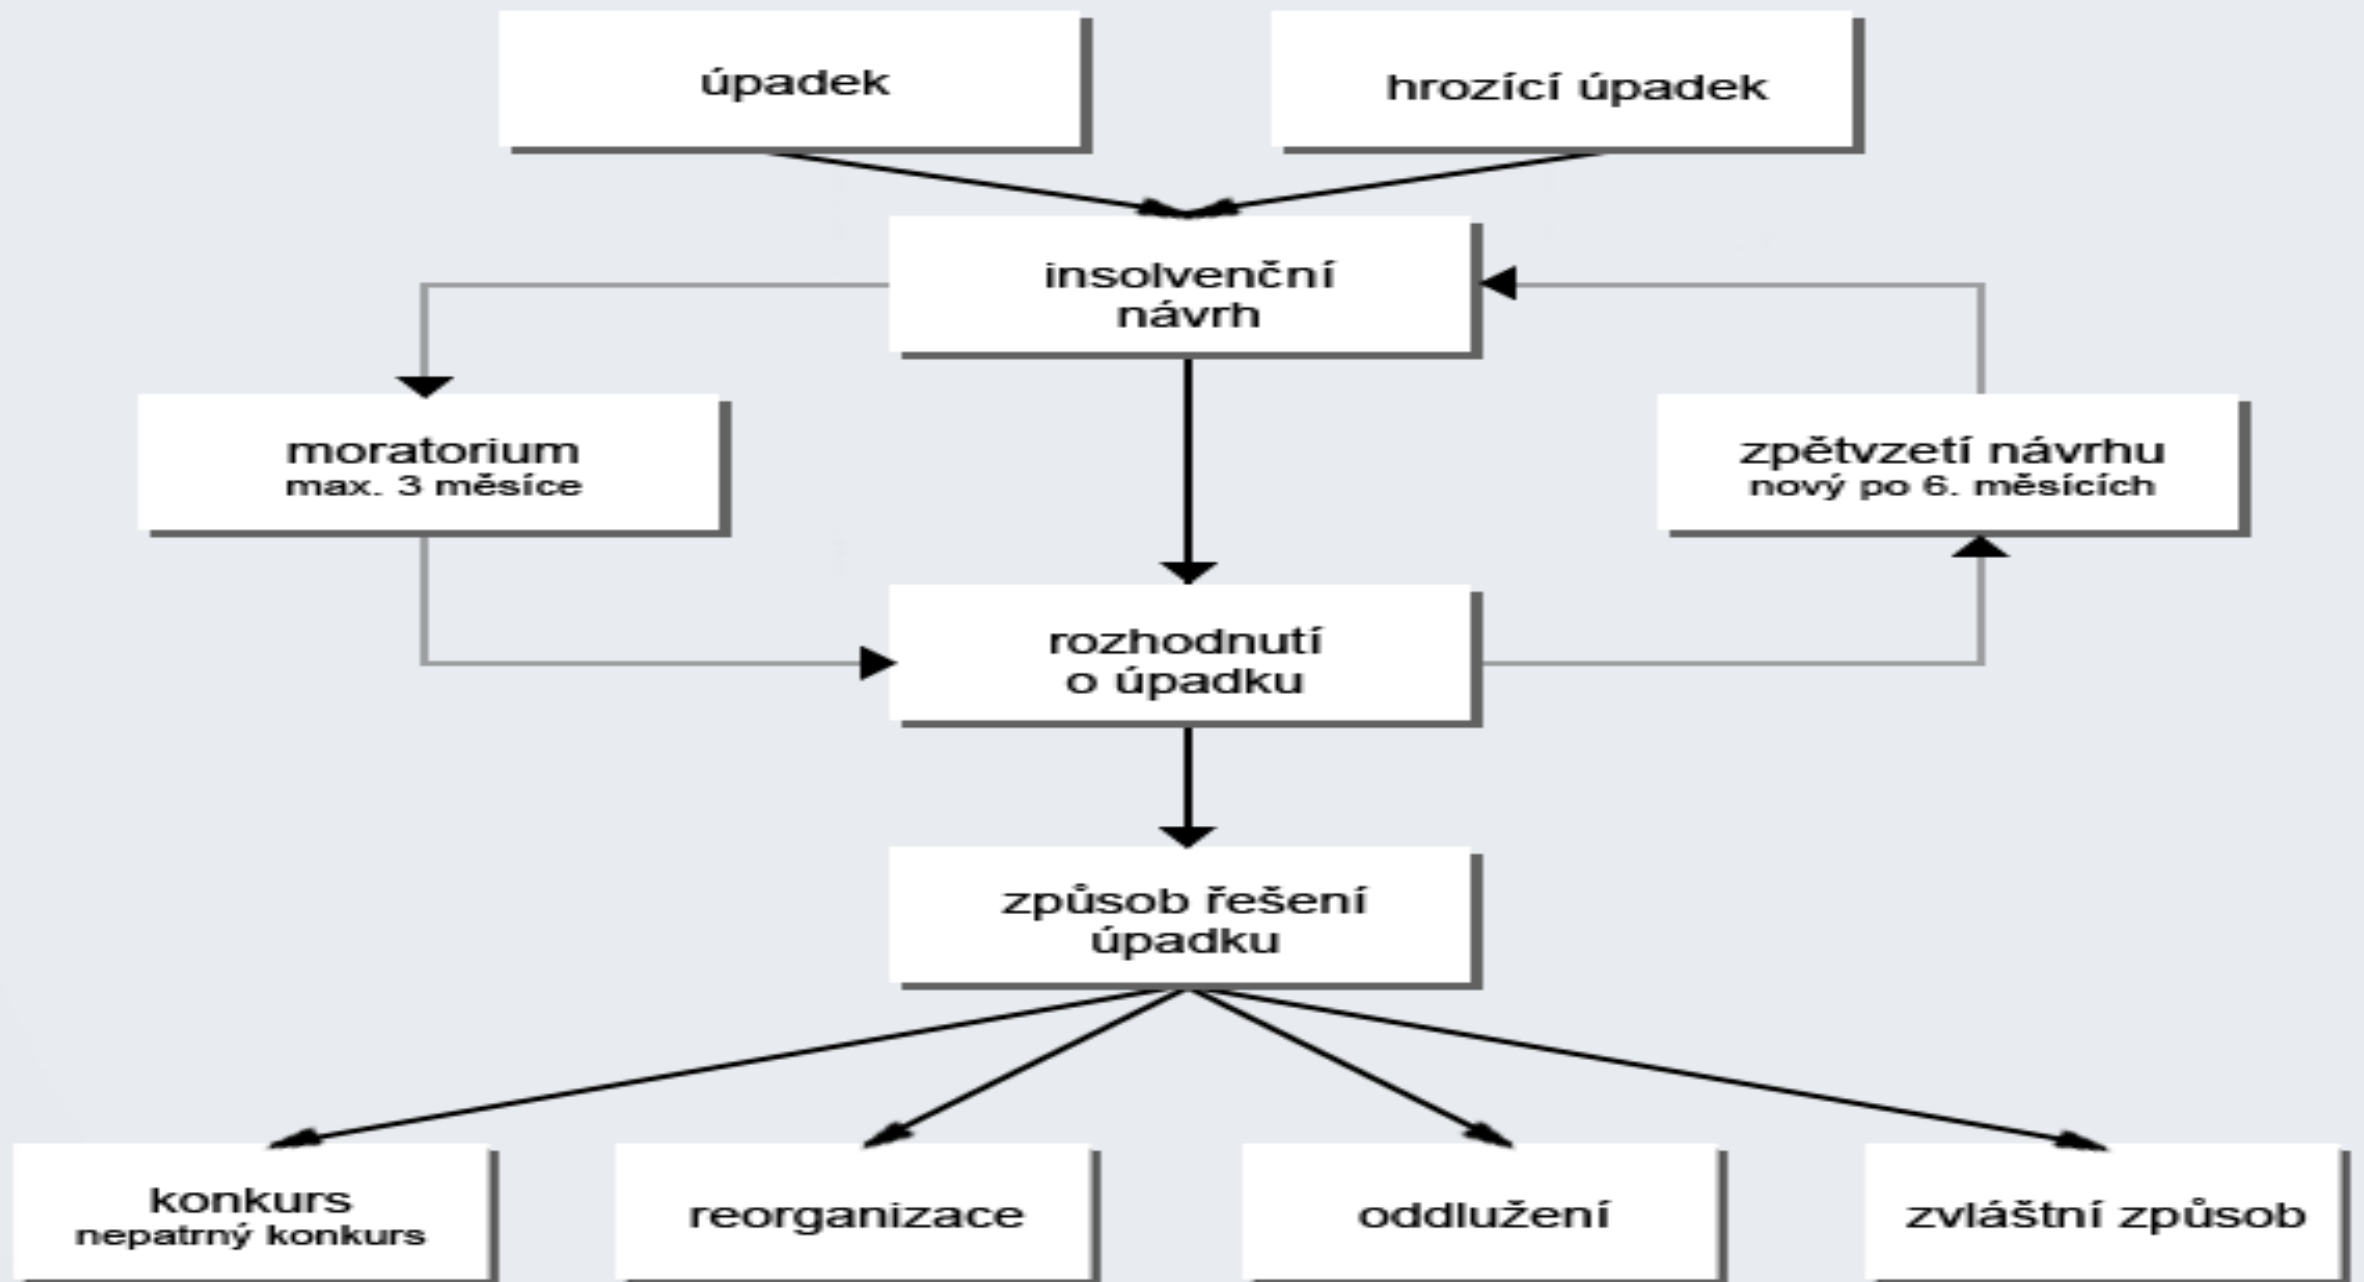 úpadek
hrozící úpadek
insolvenční
návrh
moratorium
max. 3 měsíce
zpětvzetí návrhu
nový po 6. měsících
rozhodnutí
o úpadku
způsob řešení
úpadku
konkurs
nepatrný konkurs
reorganizace
oddlužení
zvláštní způsob